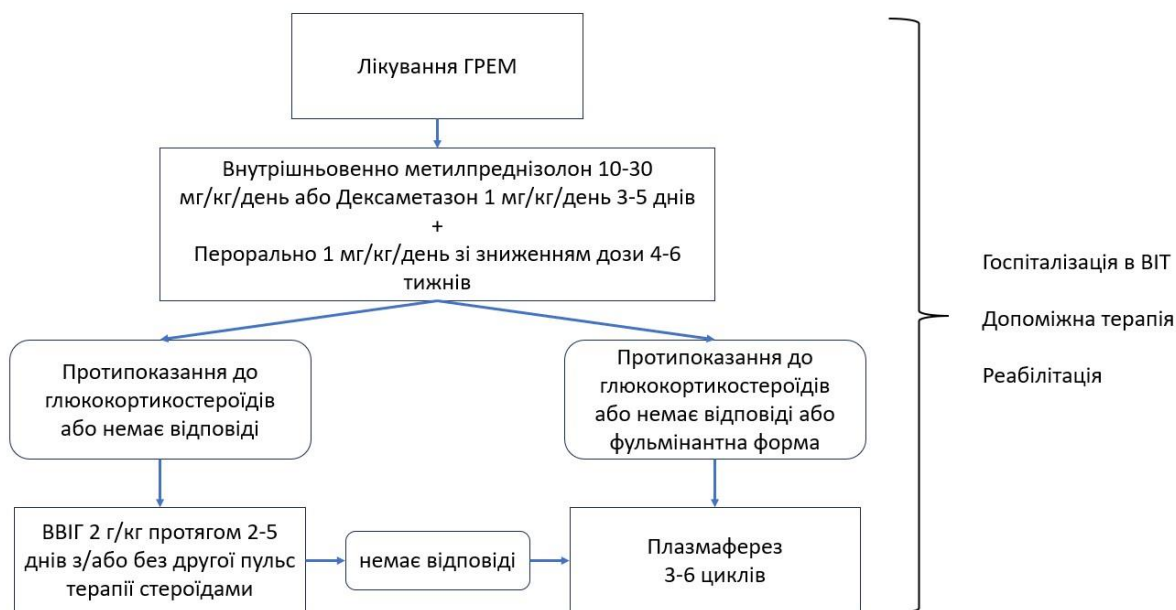 Лікування ГРЕМ
Внутрішньовенно метилпреднізолон 10-30
мг/кг/день або Дексаметазон 1 мг/кг/день 3-5 днів
+
Перорально 1 мг/кг/день зі зниженням дози 4-6
тижнів
Протипоказання до
глюкокортикостероїдів
або немає відповіді
Протипоказання до
глюкокортикостероїдів
або немає відповіді або
фульмінантна форма
ВВІГ 2 г/кг протягом 2-5
днів з/або без другої пульс
терапії стероїдами
немає відповіді
Плазмаферез
3-6 циклів
Госпіталізація в ВІТ
Допоміжна терапія
Реабілітація